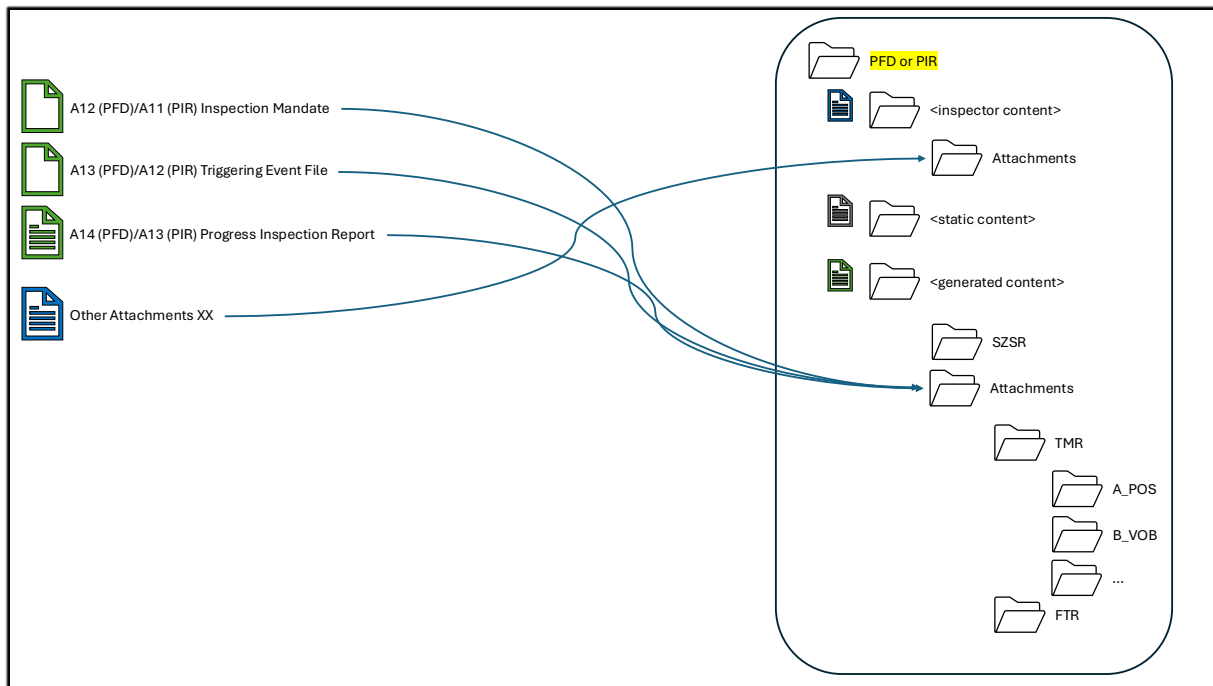 PFD or PIR
A12 (PFD)/A11 (PIR) Inspection Mandate
<inspector content>
Attachments
A13 (PFD)/A12 (PIR) Triggering Event File
<static content>
A14 (PFD)/A13 (PIR) Progress Inspection Report
<generated content>
Other Attachments XX
SZSR
Attachments
TMR
A_POS
B_VOB
...
FTR